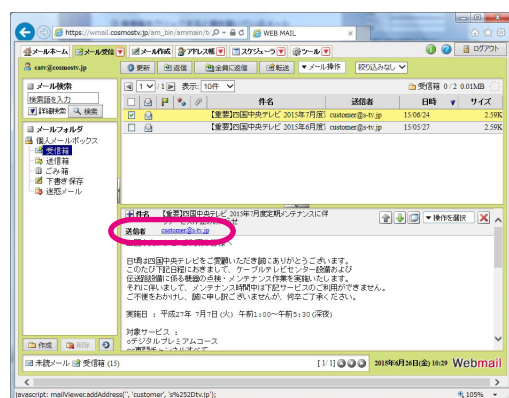 https://wmail.cosmostv.jp/am_bin/ammain/
WEB MAIL
メールホーム メール受信 メール作成 アドレス帳 スケジューラ ツール ログアウト
catv@cosmostv.jp 更新 返信 全員に返信 転送 ▼メール操作 絞り込みなし
メール検索
検索語を入力
詳細検索 検索
メールフォルダ
個人メールボックス
受信箱
送信箱
ごみ箱
下書き保存
迷惑メール
1 / 1 表示: 10件 受信箱 0 / 2 0.01MB
件名 送信者 日時 ▼ サイズ
【重要】四国中央テレビ 2015年7月度 customer@s-tv.jp 15/06/24 2.59K
【重要】四国中央テレビ 2015年6月度 customer@s-tv.jp 15/05/27 2.59K
件名 【重要】四国中央テレビ 2015年7月度定期メンテナンスに伴
▼操作を選択
送信者 customer@s-tv.jp
日頃は四国中央テレビをご愛顧いただき誠にありがとうございます。
このたび下記日程におきまして、ケーブルテレビセンター設備および
伝送路設備に係る機器の点検・メンテナンス作業を実施いたします。
それに伴いまして、メンテナンス時間中は下記サービスのご利用ができません。
ご不便をおかけし、誠に申し訳ございませんが、何卒ご了承ください。
実施日 : 平成27年 7月7日(火) 午前1:00～午前5:30(深夜)
対象サービス :
oデジタルプレミアムコース
作成 削除
未読メール 受信箱 (15) [ 1/1] 2015年6月26日(金) 10:29 Webmail
javascript: mailViewer.addAddress('', 'customer', 's%252Dtv.jp');
105%